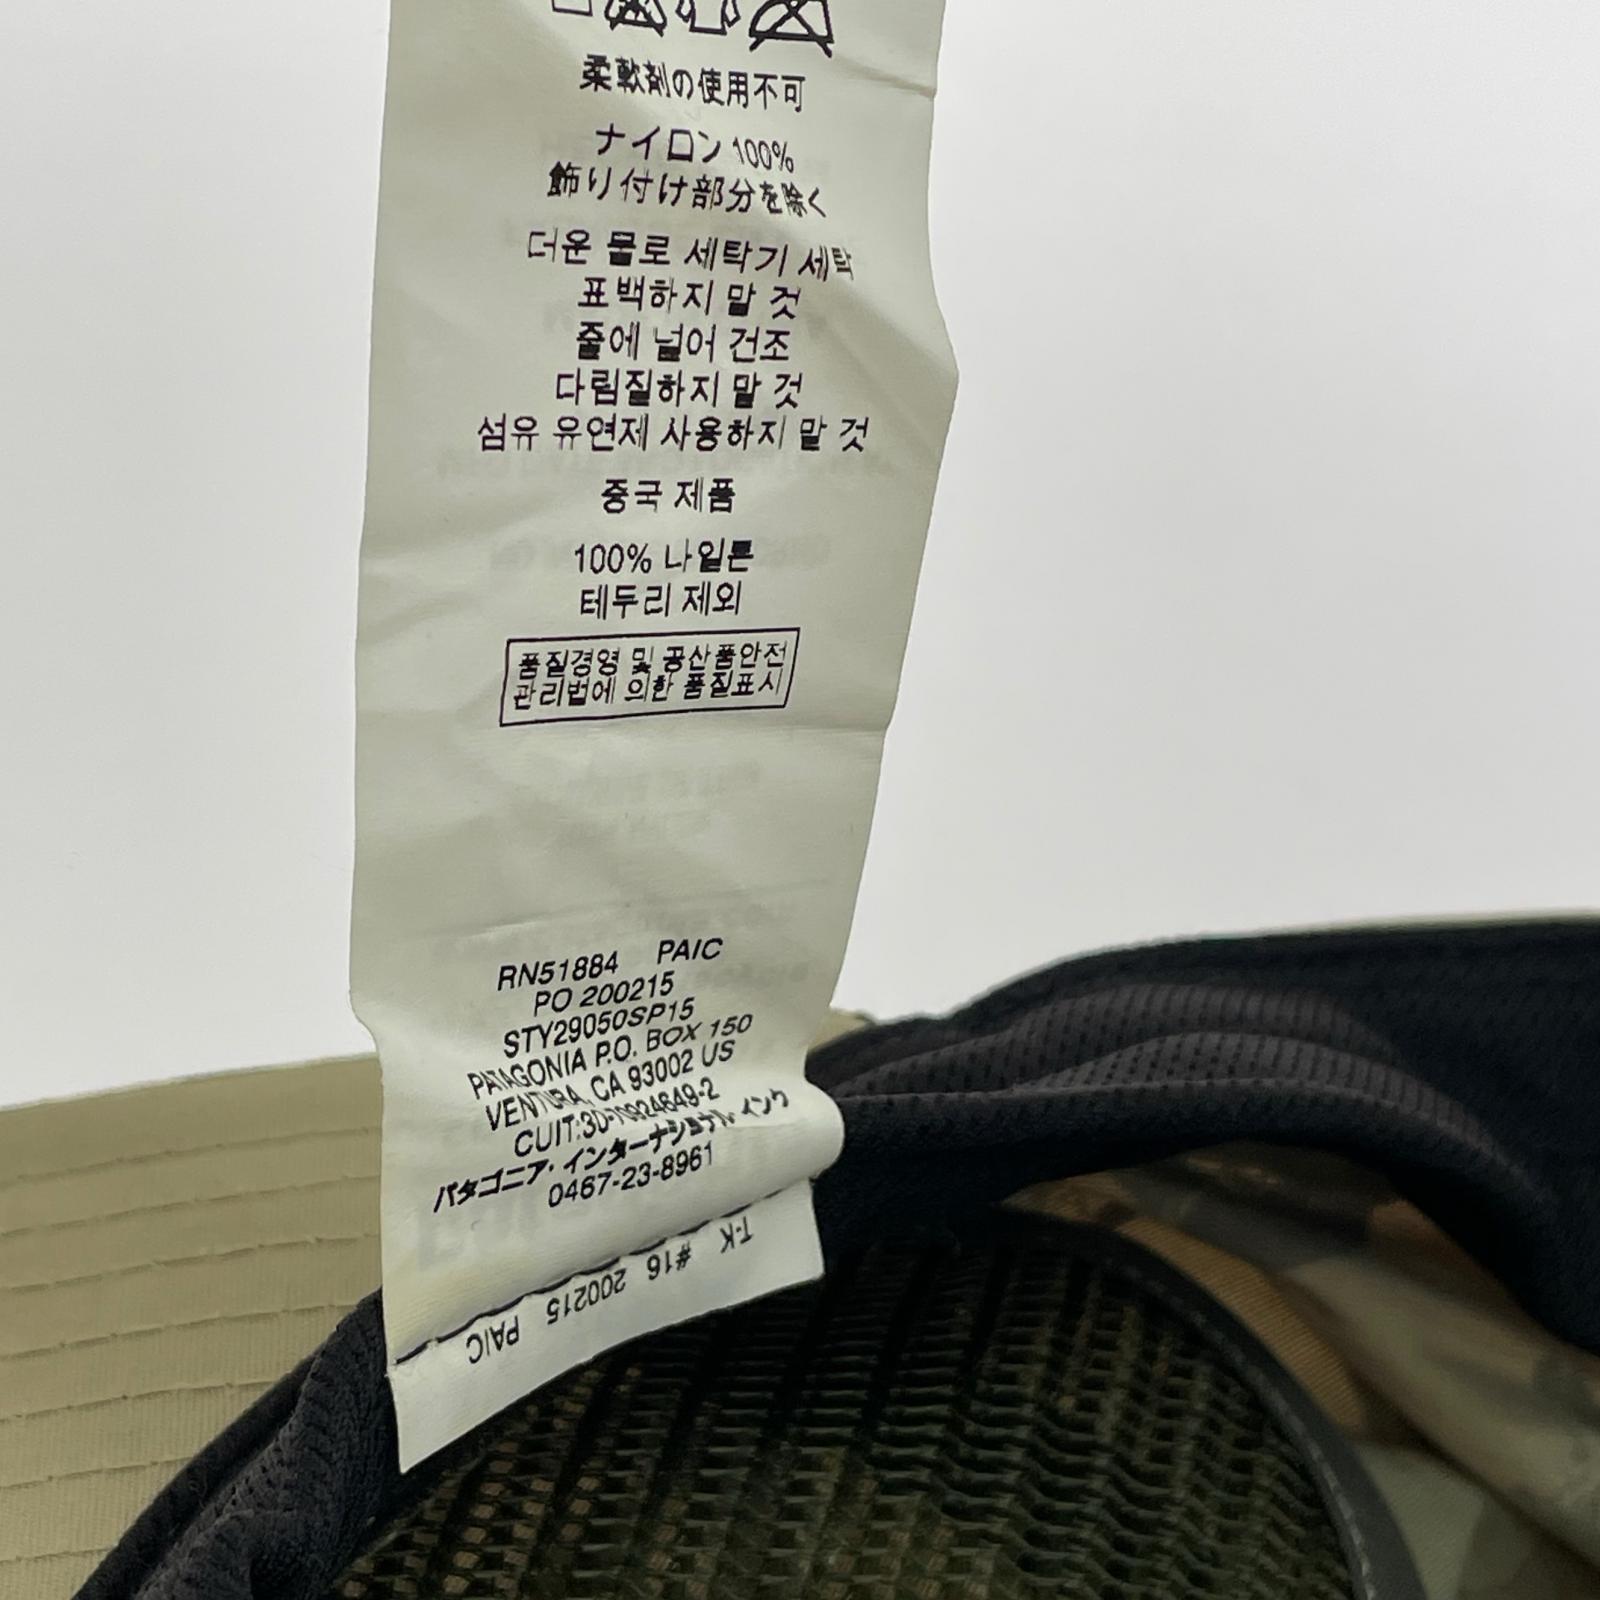 柔軟剤の使用不可
ナイロン 100%
飾り付け部分を除く
더운 물로 세탁기 세탁
표백하지 말 것
줄에 널어 건조
다림질하지 말 것
섬유 유연제 사용하지 말 것
중국 제품
100% 나일론
테두리 제외
품질경영 및 공산품안전
관리법에 의한 품질표시
RN51884 PAIC
PO 200215
STY29050SP15
PATAGONIA P.O. BOX 150
VENTURA, CA 93002 US
CUIT:30-70924649-2
パタゴニア・インターナショナル インク
0467-23-8961
T-K #16 200215 PAIC